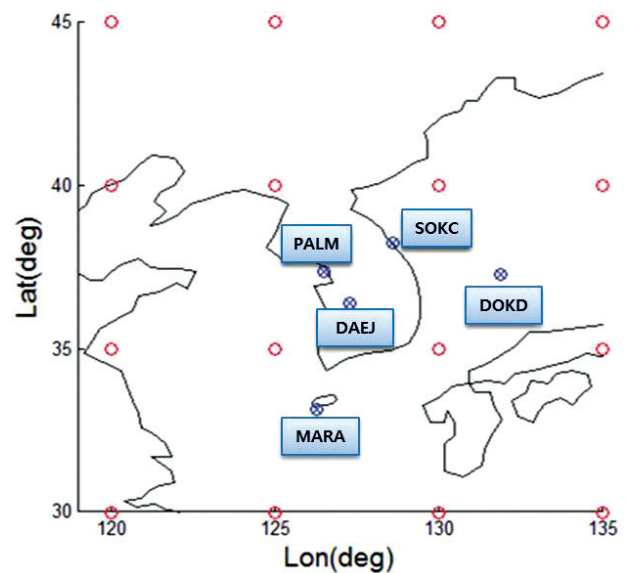 45
40
35
30
Lat(deg)
PALM
SOKC
DAEJ
DOKD
MARA
120
125
130
135
Lon(deg)